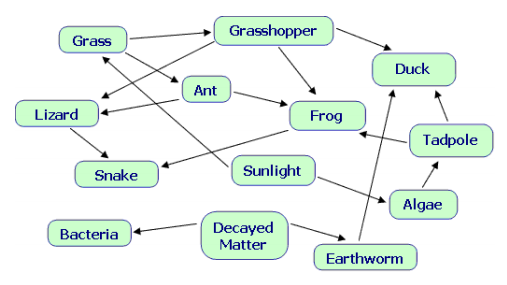 Grass
Grasshopper
Duck
Ant
Lizard
Frog
Tadpole
Snake
Sunlight
Algae
Bacteria
Decayed
Matter
Earthworm